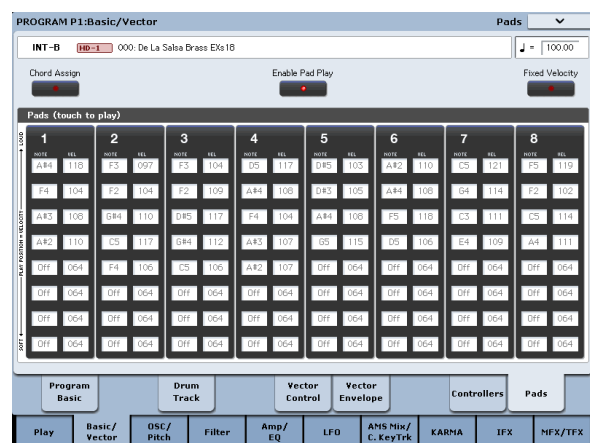 PROGRAM P1:Basic/Vector Pads
INT-B HD-1 000: De La Salsa Brass EXs18 ♩ = 100.00
Chord Assign Enable Pad Play Fixed Velocity
Pads (touch to play)
1 2 3 4 5 6 7 8
NOTE VEL NOTE VEL NOTE VEL NOTE VEL NOTE VEL NOTE VEL NOTE VEL NOTE VEL
A#4 118 F3 097 F3 104 D5 117 D#5 103 A#2 110 C5 121 F5 119
F4 104 F2 104 F2 109 A#4 108 D#3 105 A#4 108 G4 114 F2 102
A#3 108 G#4 110 D#5 117 F4 104 A#4 108 F5 118 C3 111 C5 114
A#2 110 C5 117 G#4 112 A#3 107 G5 115 D5 106 E4 109 A4 111
Off 064 F4 106 C5 106 A#2 107 Off 064 Off 064 Off 064 Off 064
Off 064 Off 064 Off 064 Off 064 Off 064 Off 064 Off 064 Off 064
Off 064 Off 064 Off 064 Off 064 Off 064 Off 064 Off 064 Off 064
Off 064 Off 064 Off 064 Off 064 Off 064 Off 064 Off 064 Off 064
SOFT ← PLAY POSITION = VELOCITY → LOUD
Program Basic Drum Track Vector Control Vector Envelope Controllers Pads
Play Basic/Vector OSC/Pitch Filter Amp/EQ LFO AMS Mix/C.KeyTrk KARMA IFX MFX/TFX